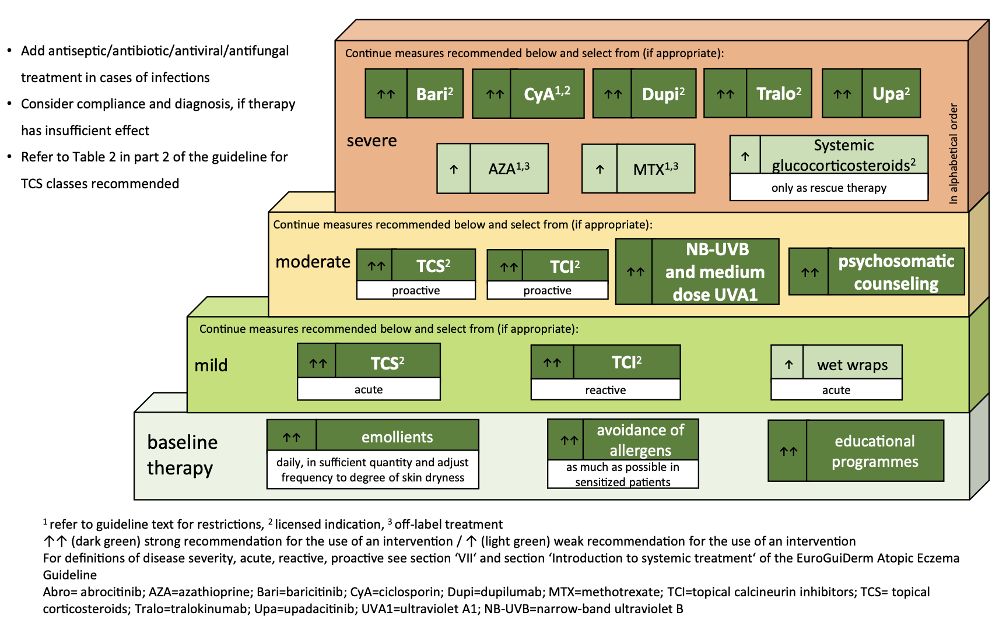 • Add antiseptic/antibiotic/antiviral/antifungal
treatment in cases of infections
• Consider compliance and diagnosis, if therapy
has insufficient effect
• Refer to Table 2 in part 2 of the guideline for
TCS classes recommended
Continue measures recommended below and select from (if appropriate):
↑↑ Bari²
↑↑ CyA¹,²
↑↑ Dupi²
↑↑ Tralo²
↑↑ Upa²
severe
↑ AZA¹,³
↑ MTX¹,³
↑ Systemic
glucocorticosteroids²
only as rescue therapy
In alphabetical order
Continue measures recommended below and select from (if appropriate):
moderate
↑↑ TCS²
proactive
↑↑ TCI²
proactive
↑↑ NB-UVB
and medium
dose UVA1
↑↑ psychosomatic
counseling
Continue measures recommended below and select from (if appropriate):
mild
↑↑ TCS²
acute
↑↑ TCI²
reactive
↑ wet wraps
acute
baseline
therapy
↑↑ emollients
daily, in sufficient quantity and adjust
frequency to degree of skin dryness
↑↑ avoidance of
allergens
as much as possible in
sensitized patients
↑↑ educational
programmes
¹ refer to guideline text for restrictions, ² licensed indication, ³ off-label treatment
↑↑ (dark green) strong recommendation for the use of an intervention / ↑ (light green) weak recommendation for the use of an intervention
For definitions of disease severity, acute, reactive, proactive see section ‘VII‘ and section ‘Introduction to systemic treatment‘ of the EuroGuiDerm Atopic Eczema
Guideline
Abro= abrocitinib; AZA=azathioprine; Bari=baricitinib; CyA=ciclosporin; Dupi=dupilumab; MTX=methotrexate; TCI=topical calcineurin inhibitors; TCS= topical
corticosteroids; Tralo=tralokinumab; Upa=upadacitinib; UVA1=ultraviolet A1; NB-UVB=narrow-band ultraviolet B